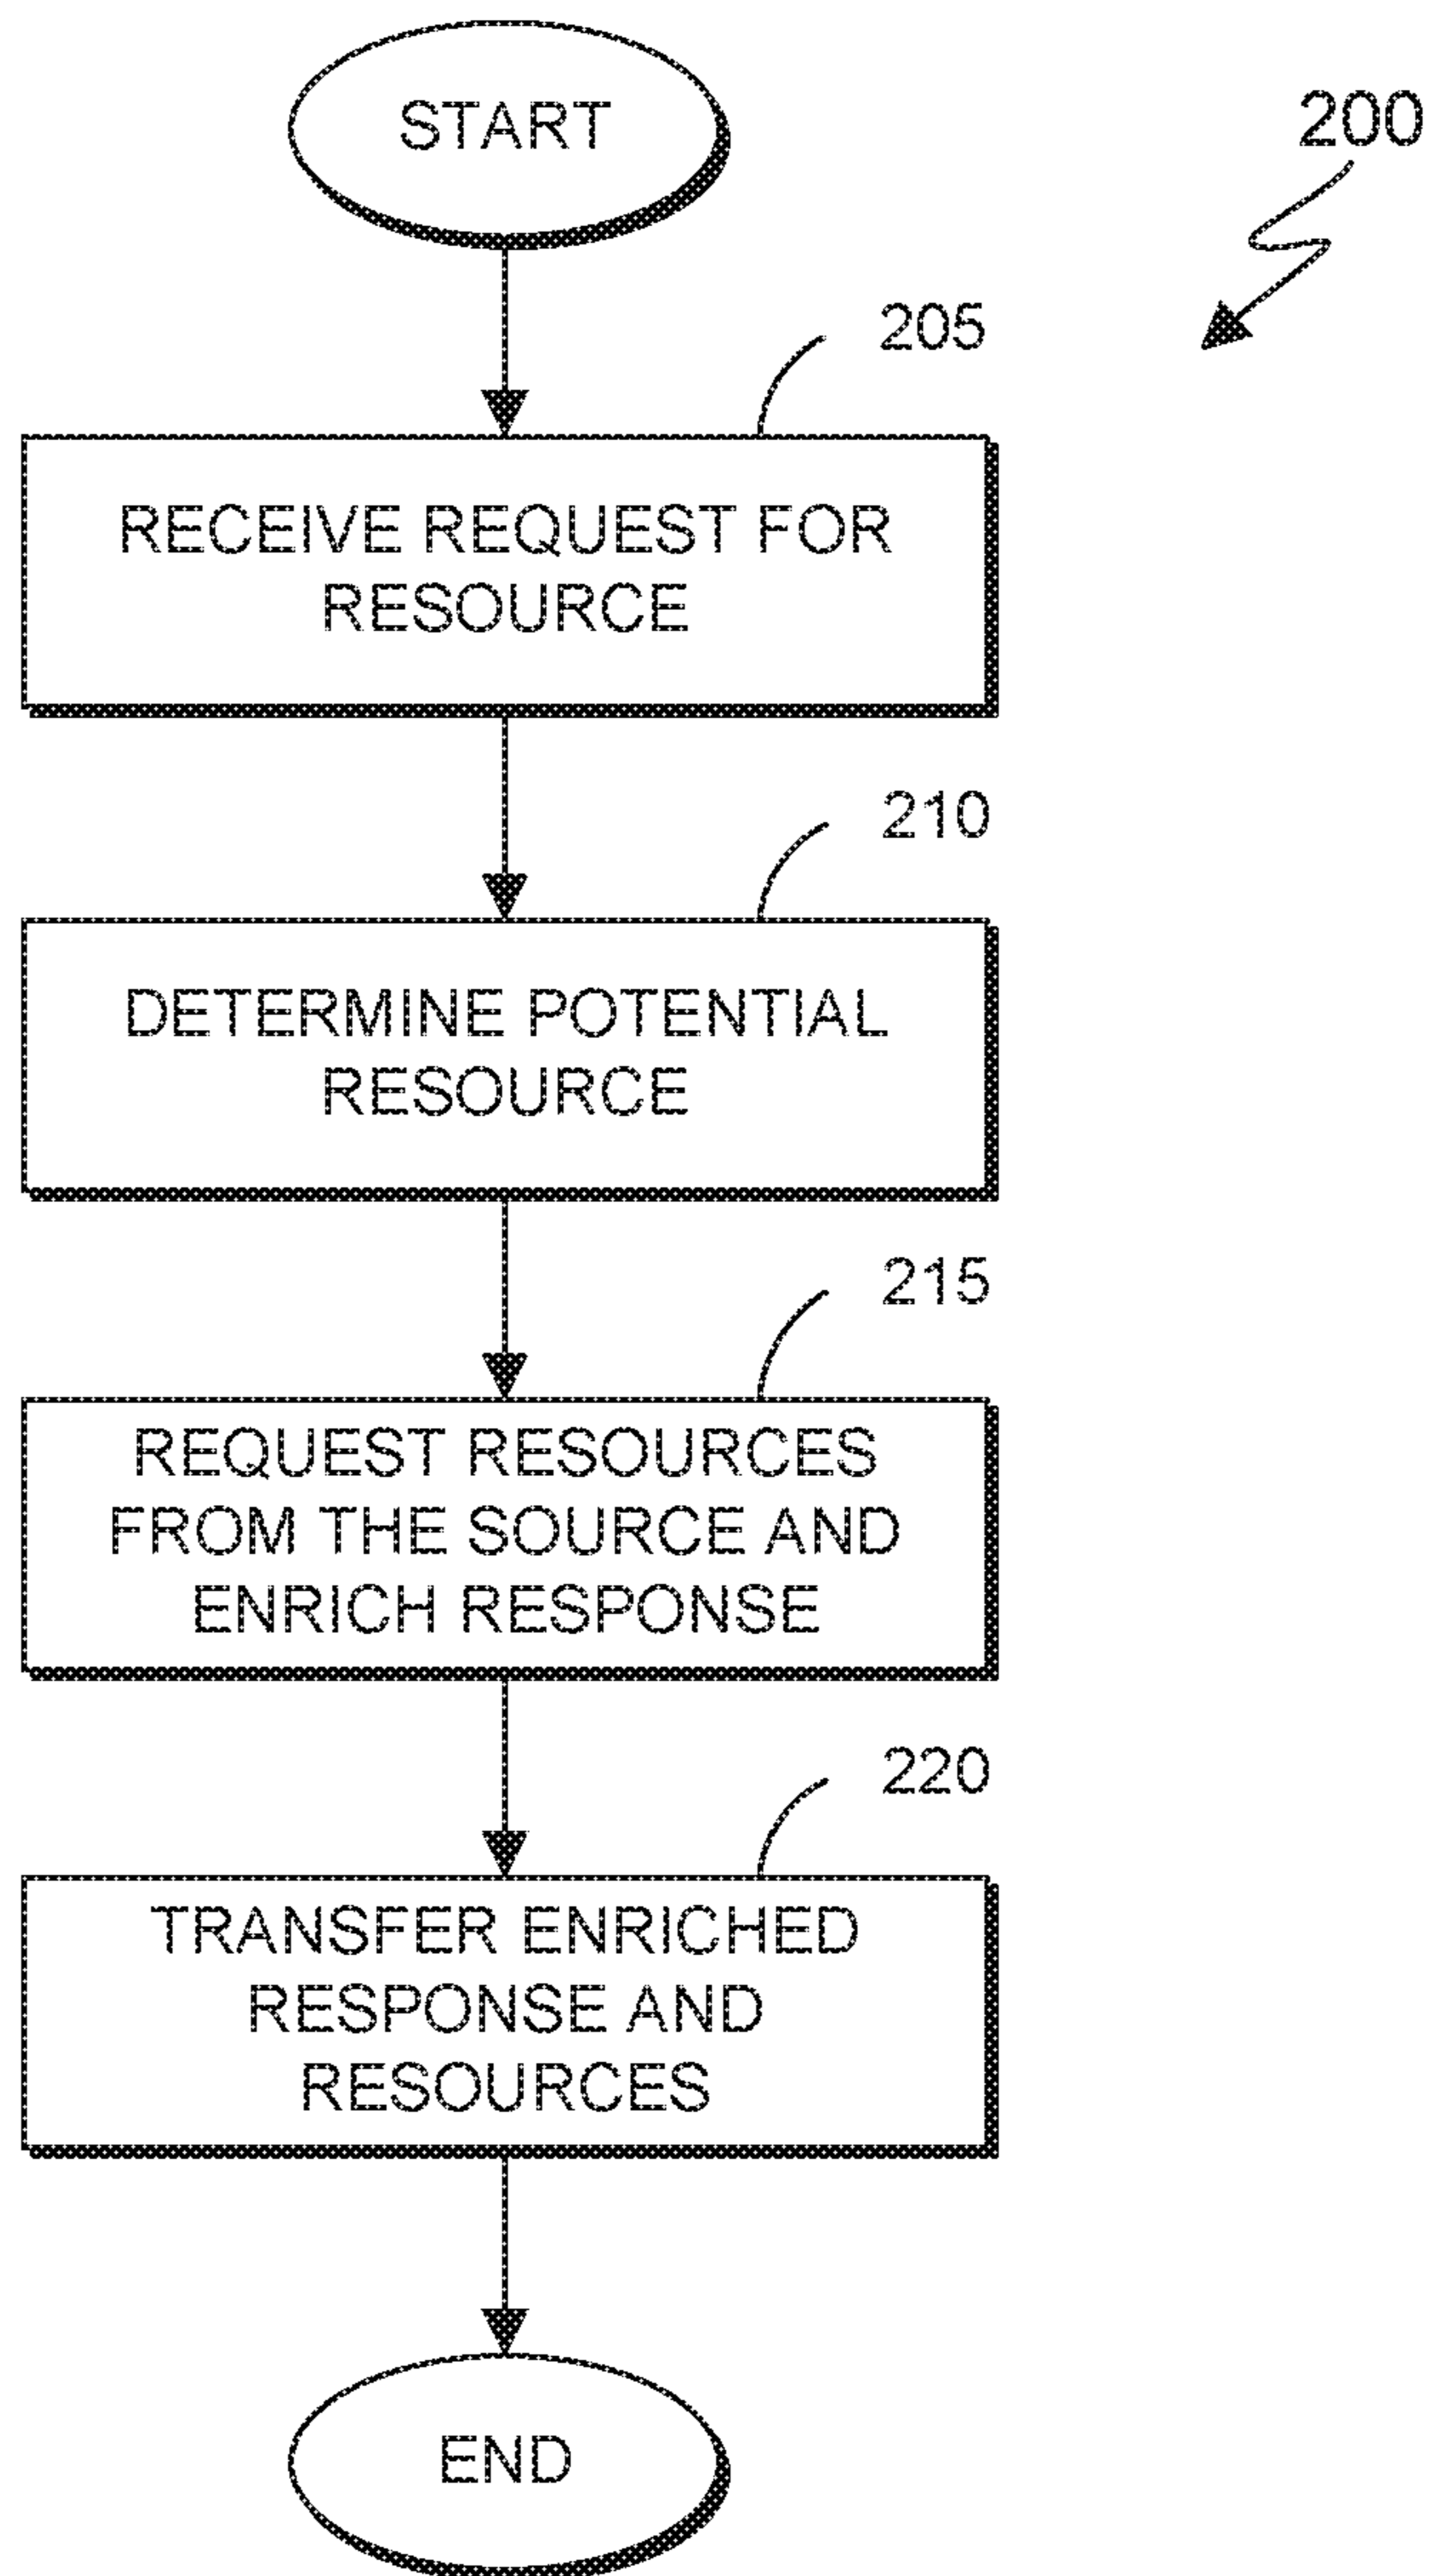 START
200
205
RECEIVE REQUEST FOR
RESOURCE
210
DETERMINE POTENTIAL
RESOURCE
215
REQUEST RESOURCES
FROM THE SOURCE AND
ENRICH RESPONSE
220
TRANSFER ENRICHED
RESPONSE AND
RESOURCES
END